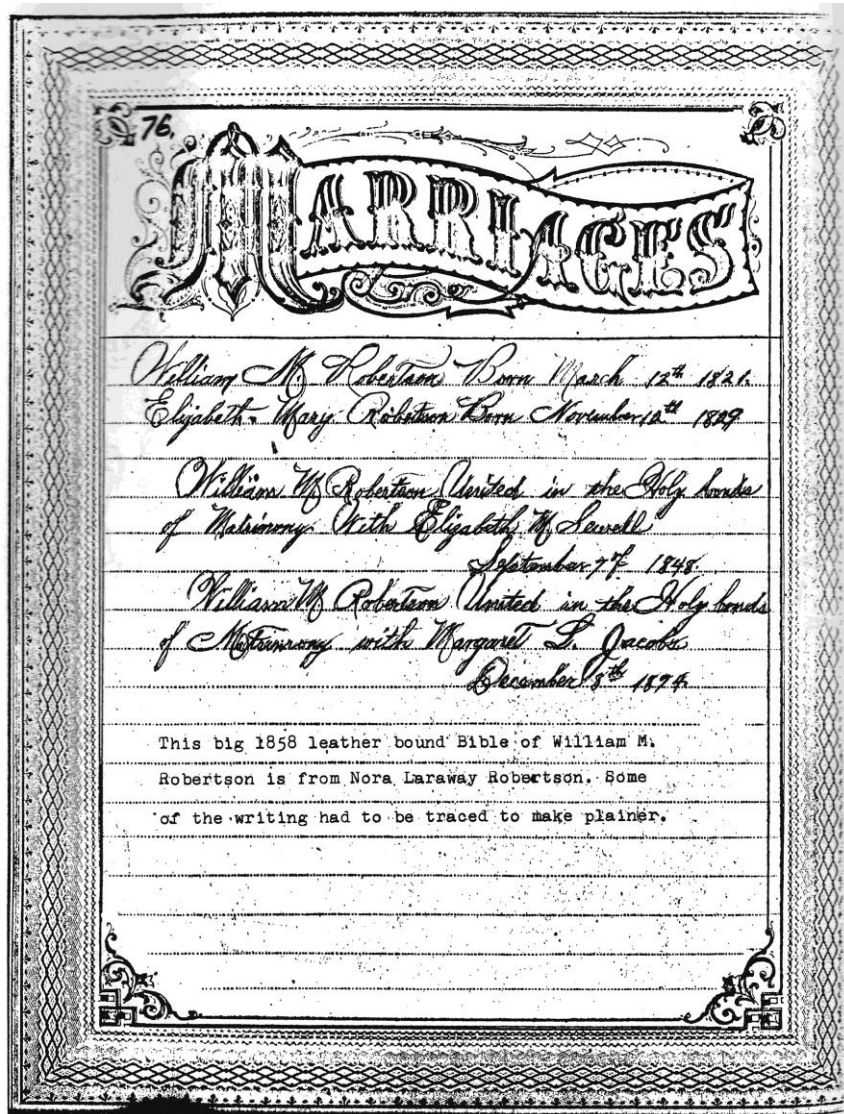 76.
MARRIAGES
William M. Robertson Born March 12th 1821.
Elizabeth. Mary Robertson Born November 12th 1829
William M Robertson United in the Holy bonds
of Matrimony With Elizabeth M Sewell
September 7th 1848.
William M Robertson United in the Holy bonds
of Matrimony with Margaret L. Jacobs
December 8th 1894.
This big 1858 leather bound Bible of William M.
Robertson is from Nora Laraway Robertson. Some
of the writing had to be traced to make plainer.